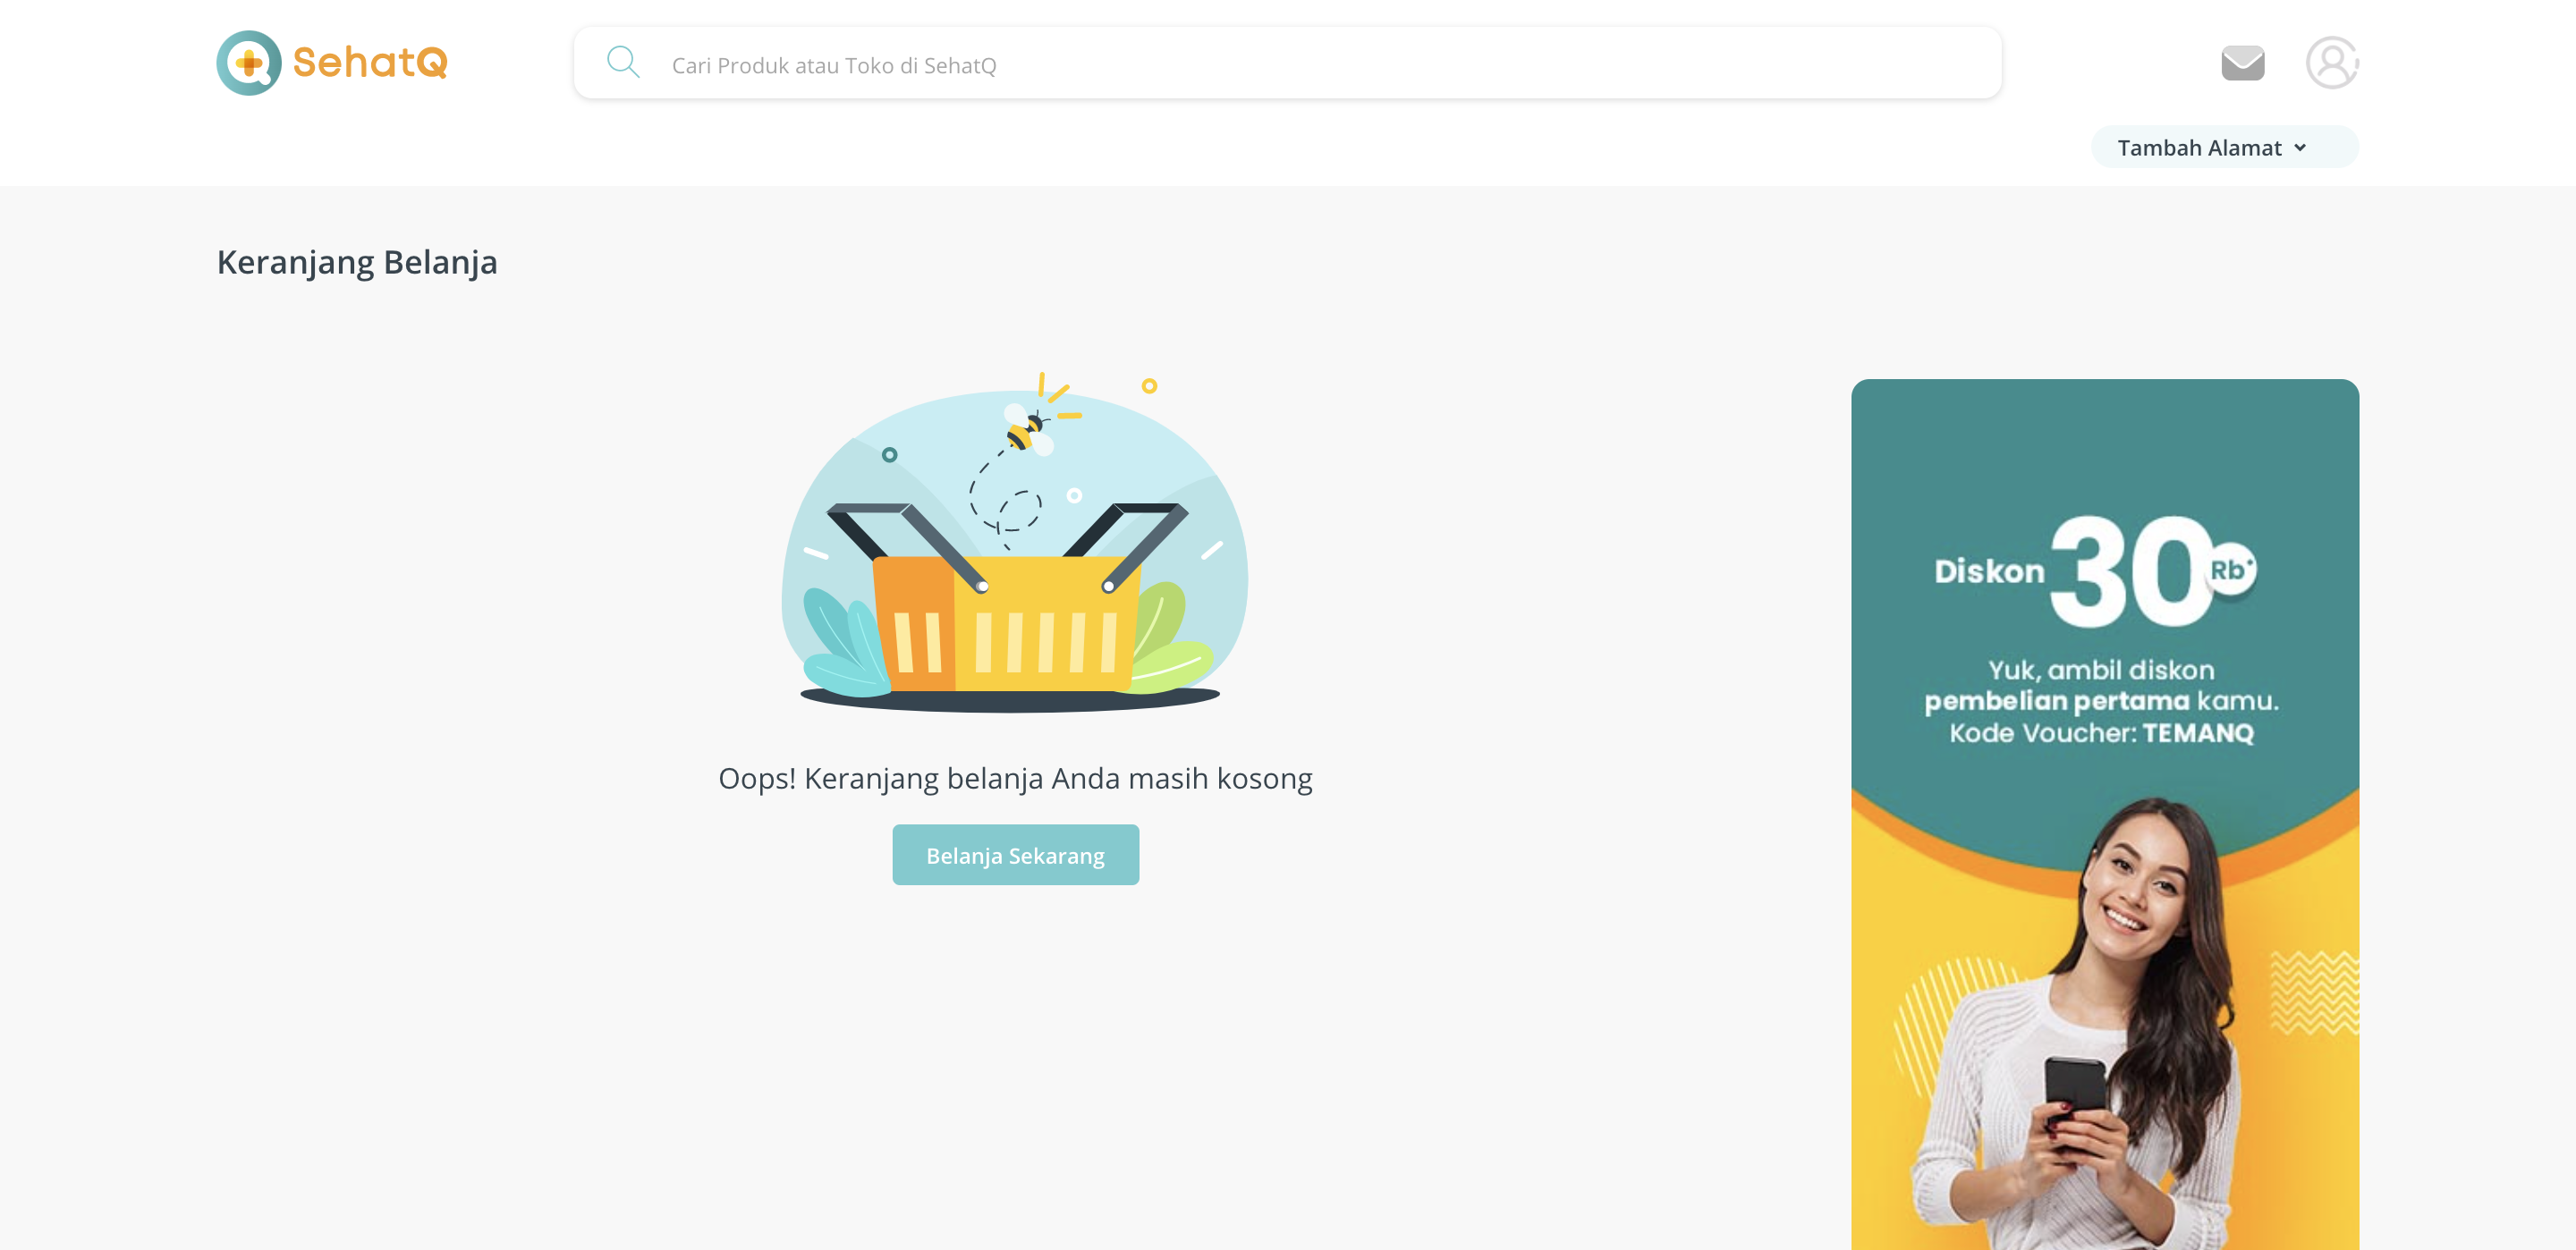 SehatQ
Cari Produk atau Toko di SehatQ
Tambah Alamat
Keranjang Belanja
Oops! Keranjang belanja Anda masih kosong
Belanja Sekarang
Diskon 30 Rb*
Yuk, ambil diskon
pembelian pertama kamu.
Kode Voucher: TEMANQ